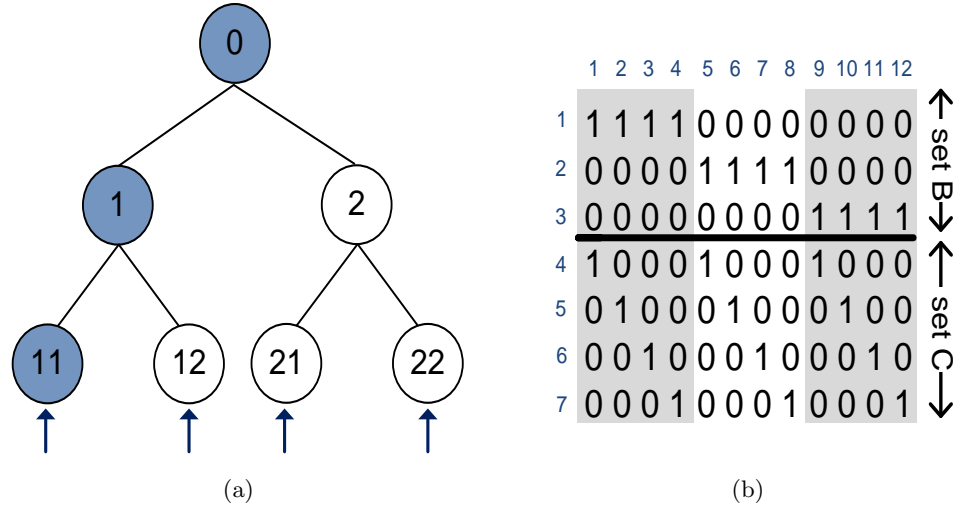 0
1 2
11 12 21 22
(a)
1 2 3 4 5 6 7 8 9 10 11 12
1 1 1 1 1 0 0 0 0 0 0 0 0
2 0 0 0 0 1 1 1 1 0 0 0 0
3 0 0 0 0 0 0 0 0 1 1 1 1
set B
4 1 0 0 0 1 0 0 0 1 0 0 0
5 0 1 0 0 0 1 0 0 0 1 0 0
6 0 0 1 0 0 0 1 0 0 0 1 0
7 0 0 0 1 0 0 0 1 0 0 0 1
set C
(b)